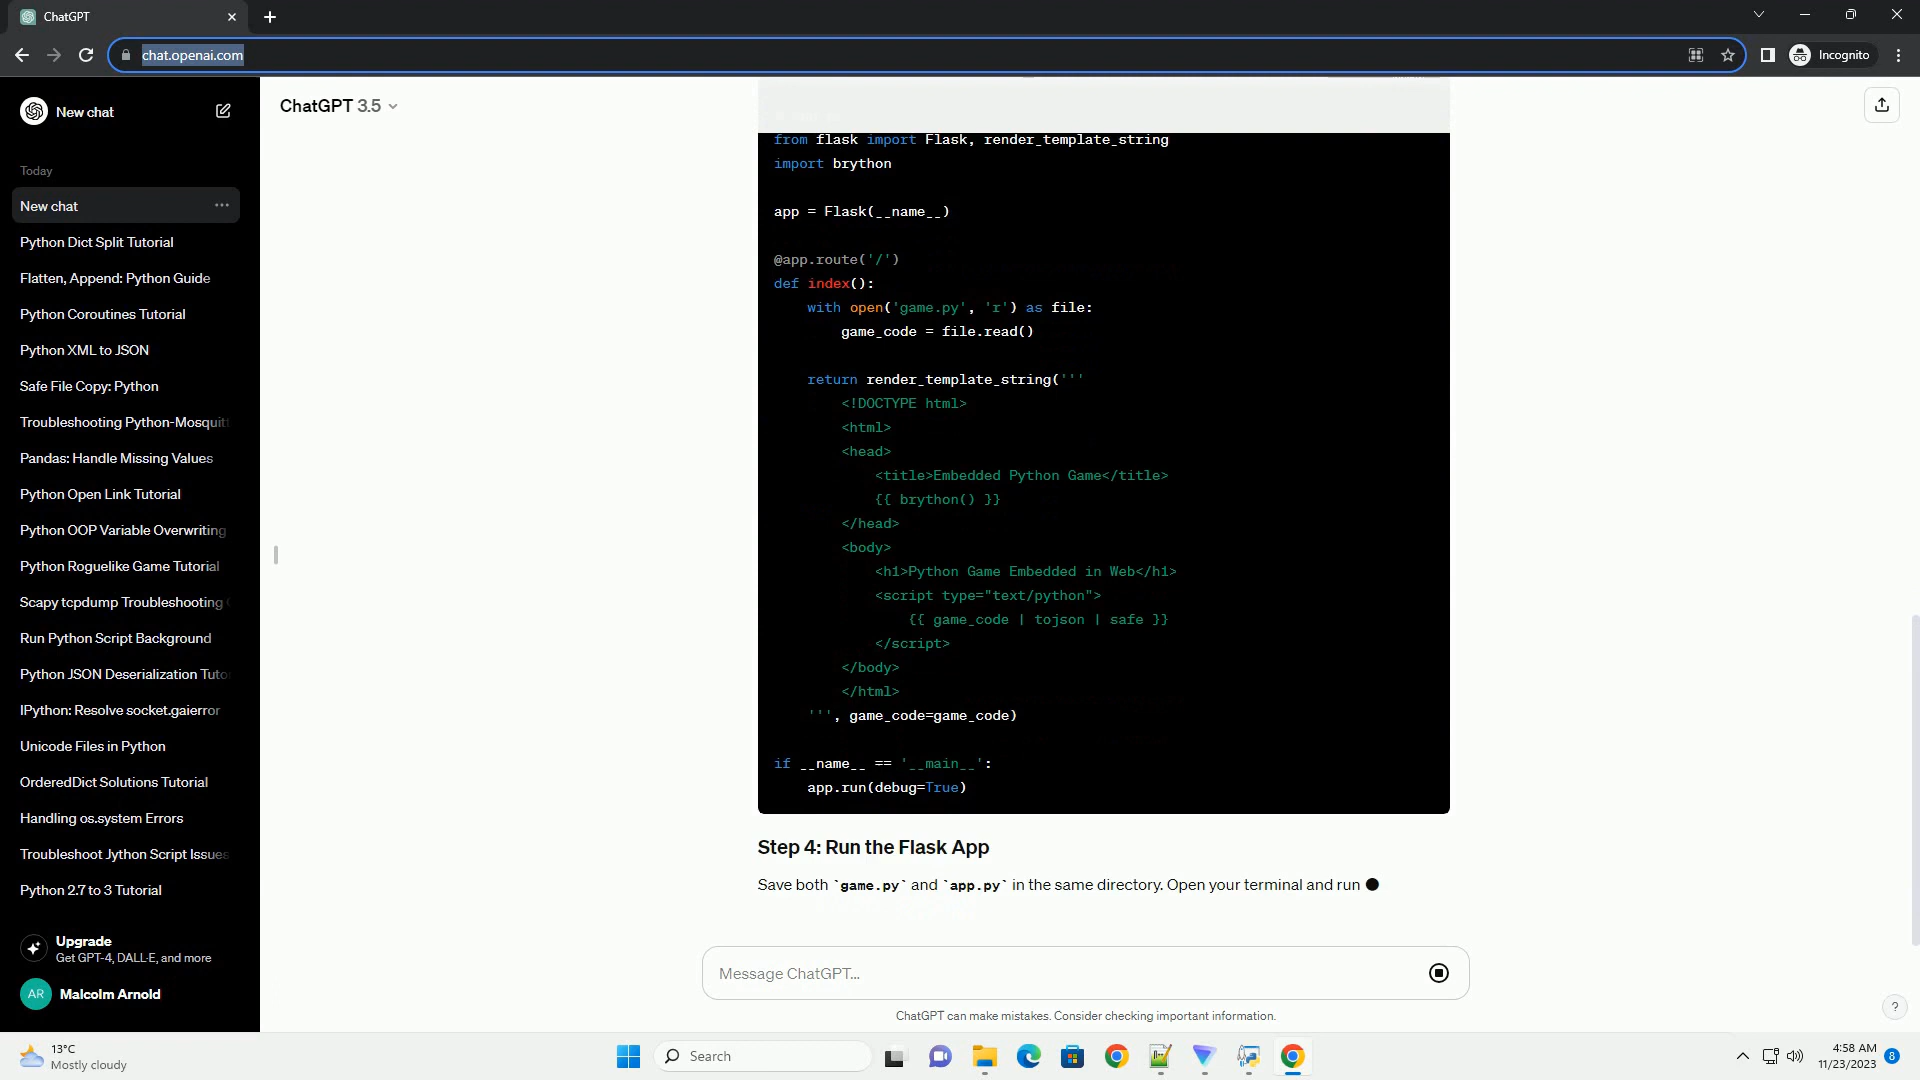 ChatGPT
chat.openai.com
Incognito
New chat
Today
New chat
Python Dict Split Tutorial
Flatten, Append: Python Guide
Python Coroutines Tutorial
Python XML to JSON
Safe File Copy: Python
Troubleshooting Python-Mosquitt
Pandas: Handle Missing Values
Python Open Link Tutorial
Python OOP Variable Overwriting
Python Roguelike Game Tutorial
Scapy tcpdump Troubleshooting
Run Python Script Background
Python JSON Deserialization Tuto
IPython: Resolve socket.gaierror
Unicode Files in Python
OrderedDict Solutions Tutorial
Handling os.system Errors
Troubleshoot Jython Script Issues
Python 2.7 to 3 Tutorial
Upgrade
Get GPT-4, DALL·E, and more
AR
Malcolm Arnold
ChatGPT 3.5
from flask import Flask, render_template_string
import brython
app = Flask(__name__)
@app.route('/')
def index():
with open('game.py', 'r') as file:
game_code = file.read()
return render_template_string('''
<!DOCTYPE html>
<html>
<head>
<title>Embedded Python Game</title>
{{ brython() }}
</head>
<body>
<h1>Python Game Embedded in Web</h1>
<script type="text/python">
{{ game_code | tojson | safe }}
</script>
</body>
</html>
''', game_code=game_code)
if __name__ == '__main__':
app.run(debug=True)
Step 4: Run the Flask App
Save both `game.py` and `app.py` in the same directory. Open your terminal and run
Message ChatGPT...
ChatGPT can make mistakes. Consider checking important information.
?
13°C
Mostly cloudy
Search
4:58 AM
11/23/2023
8